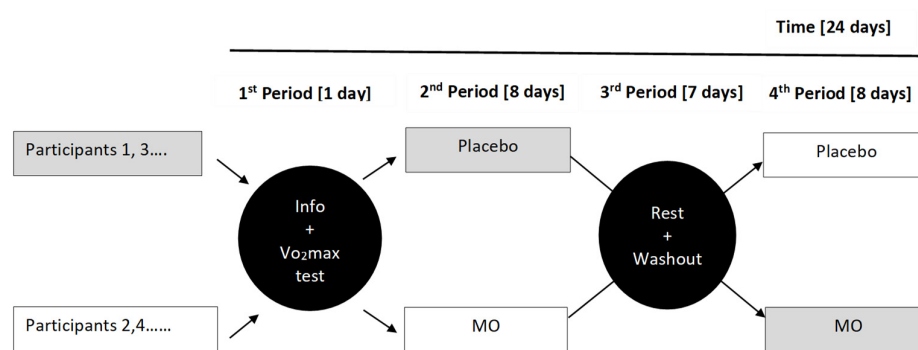 Time [24 days]
1st Period [1 day] 2nd Period [8 days] 3rd Period [7 days] 4th Period [8 days]
Participants 1, 3….
Placebo
Placebo
Info
+
Vo₂max
test
Rest
+
Washout
Participants 2,4……
MO
MO